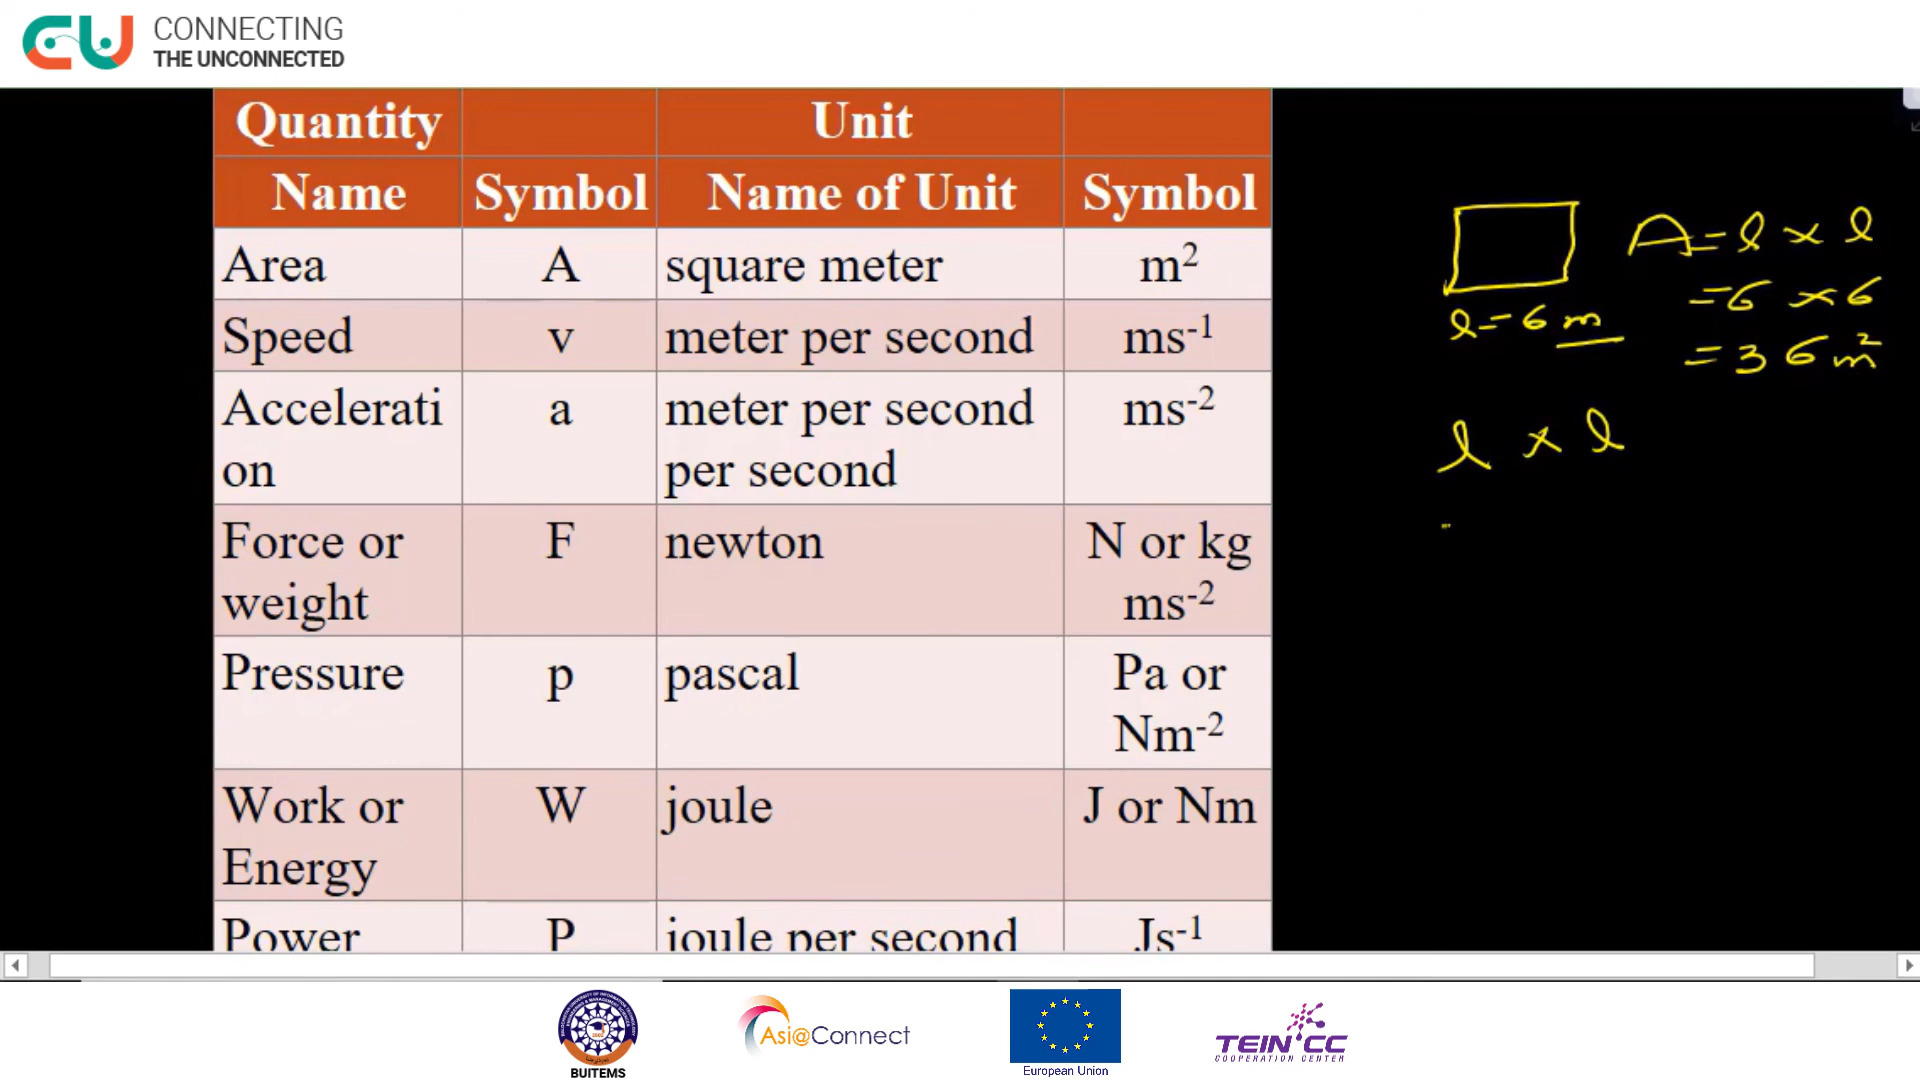 CONNECTING
THE UNCONNECTED
Quantity Unit
Name Symbol Name of Unit Symbol
Area A square meter m²
Speed v meter per second ms⁻¹
Accelerati a meter per second ms⁻²
on per second
Force or F newton N or kg
weight ms⁻²
Pressure p pascal Pa or
Nm⁻²
Work or W joule J or Nm
Energy
Power P joule per second Js⁻¹
l = 6 m
A = l × l
= 6 × 6
= 36 m²
l × l
BUITEMS
Asi@Connect
European Union
TEIN*CC
COOPERATION CENTER